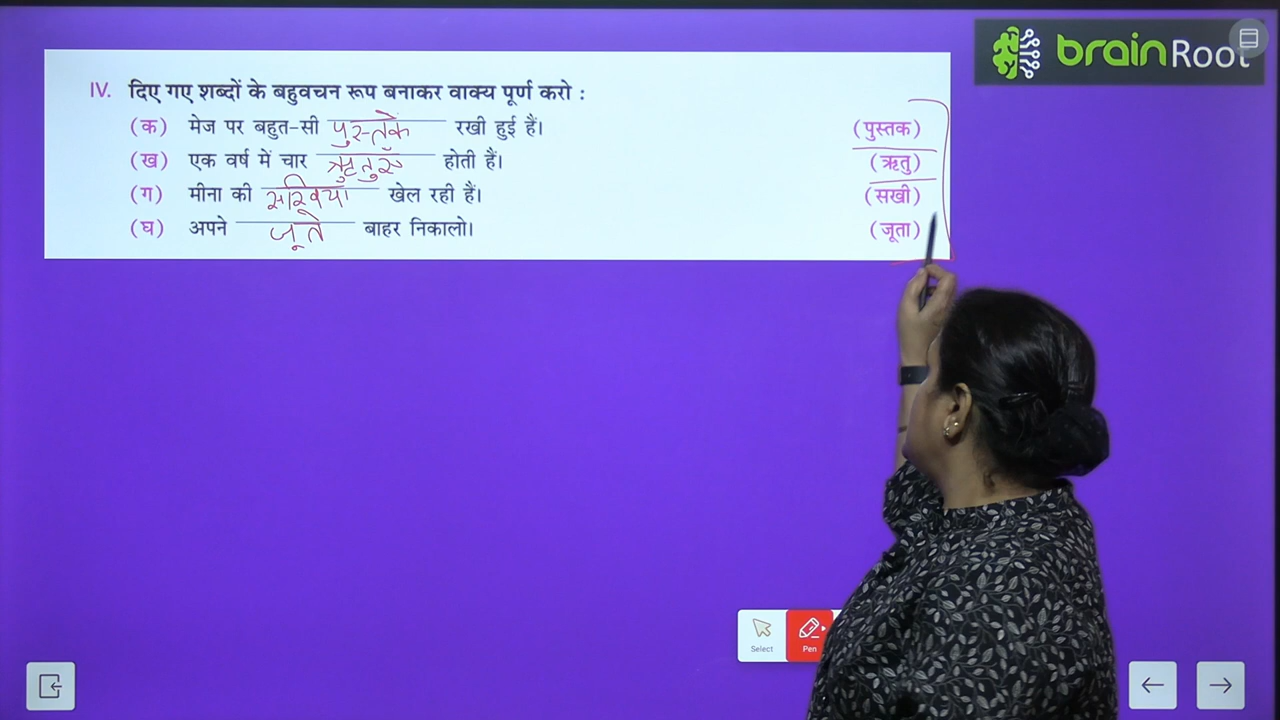 brainRoot
IV. दिए गए शब्दों के बहुवचन रूप बनाकर वाक्य पूर्ण करो :
(क) मेज पर बहुत-सी पुस्तकें रखी हुई हैं। (पुस्तक)
(ख) एक वर्ष में चार ऋतुएँ होती हैं। (ऋतु)
(ग) मीना की सखियाँ खेल रही हैं। (सखी)
(घ) अपने जूते बाहर निकालो। (जूता)
Select Pen